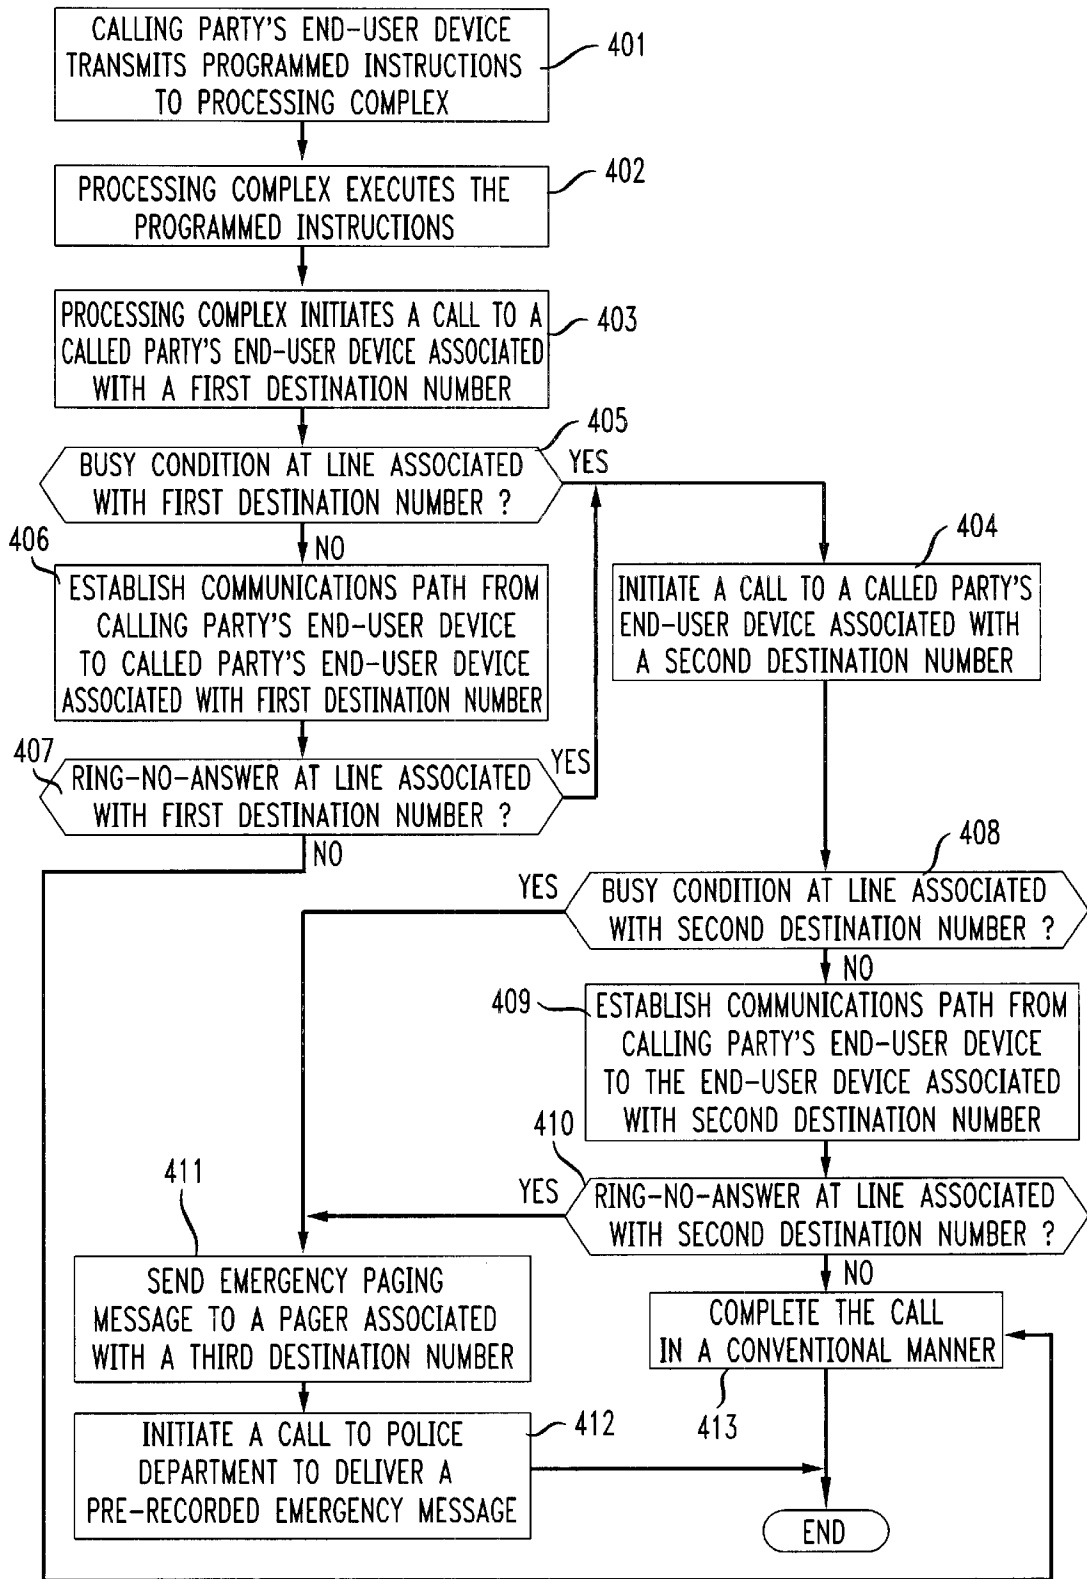 CALLING PARTY'S END-USER DEVICE
TRANSMITS PROGRAMMED INSTRUCTIONS
TO PROCESSING COMPLEX
401
PROCESSING COMPLEX EXECUTES THE
PROGRAMMED INSTRUCTIONS
402
PROCESSING COMPLEX INITIATES A CALL TO A
CALLED PARTY'S END-USER DEVICE ASSOCIATED
WITH A FIRST DESTINATION NUMBER
403
BUSY CONDITION AT LINE ASSOCIATED
WITH FIRST DESTINATION NUMBER ?
405
YES
NO
406
ESTABLISH COMMUNICATIONS PATH FROM
CALLING PARTY'S END-USER DEVICE
TO CALLED PARTY'S END-USER DEVICE
ASSOCIATED WITH FIRST DESTINATION NUMBER
404
INITIATE A CALL TO A CALLED PARTY'S
END-USER DEVICE ASSOCIATED WITH
A SECOND DESTINATION NUMBER
407
RING-NO-ANSWER AT LINE ASSOCIATED
WITH FIRST DESTINATION NUMBER ?
YES
NO
408
BUSY CONDITION AT LINE ASSOCIATED
WITH SECOND DESTINATION NUMBER ?
YES
NO
409
ESTABLISH COMMUNICATIONS PATH FROM
CALLING PARTY'S END-USER DEVICE
TO THE END-USER DEVICE ASSOCIATED
WITH SECOND DESTINATION NUMBER
410
RING-NO-ANSWER AT LINE ASSOCIATED
WITH SECOND DESTINATION NUMBER ?
YES
NO
411
SEND EMERGENCY PAGING
MESSAGE TO A PAGER ASSOCIATED
WITH A THIRD DESTINATION NUMBER
COMPLETE THE CALL
IN A CONVENTIONAL MANNER
413
INITIATE A CALL TO POLICE
DEPARTMENT TO DELIVER A
PRE-RECORDED EMERGENCY MESSAGE
412
END